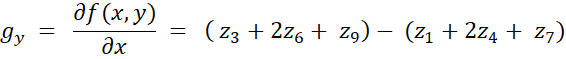 g_y = ∂f(x, y)/∂x = ( z_3 + 2z_6 + z_9) − (z_1 + 2z_4 + z_7)